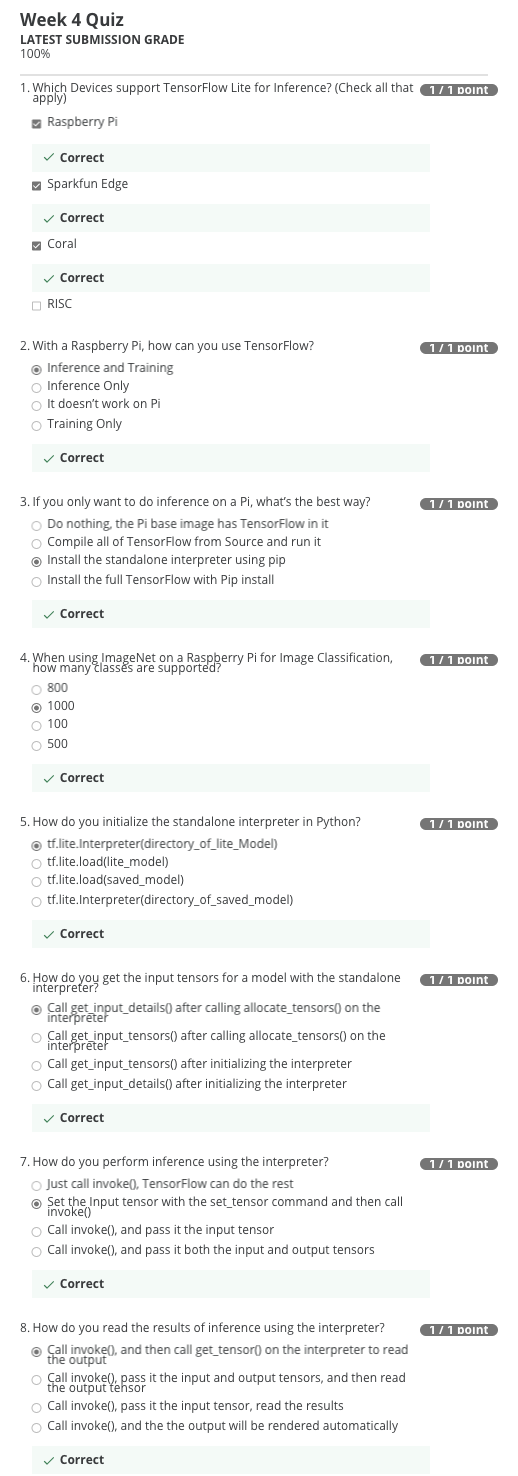 Week 4 Quiz
LATEST SUBMISSION GRADE
100%
1. Which Devices support TensorFlow Lite for Inference? (Check all that
1 / 1 point
apply)
Raspberry Pi
Correct
Sparkfun Edge
Correct
Coral
Correct
RISC
2. With a Raspberry Pi, how can you use TensorFlow?
1 / 1 point
Inference and Training
Inference Only
It doesn’t work on Pi
Training Only
Correct
3. If you only want to do inference on a Pi, what’s the best way?
1 / 1 point
Do nothing, the Pi base image has TensorFlow in it
Compile all of TensorFlow from Source and run it
Install the standalone interpreter using pip
Install the full TensorFlow with Pip install
Correct
4. When using ImageNet on a Raspberry Pi for Image Classification,
1 / 1 point
how many classes are supported?
800
1000
100
500
Correct
5. How do you initialize the standalone interpreter in Python?
1 / 1 point
tf.lite.Interpreter(directory_of_lite_Model)
tf.lite.load(lite_model)
tf.lite.load(saved_model)
tf.lite.Interpreter(directory_of_saved_model)
Correct
6. How do you get the input tensors for a model with the standalone
1 / 1 point
interpreter?
Call get_input_details() after calling allocate_tensors() on the
interpreter
Call get_input_tensors() after calling allocate_tensors() on the
interpreter
Call get_input_tensors() after initializing the interpreter
Call get_input_details() after initializing the interpreter
Correct
7. How do you perform inference using the interpreter?
1 / 1 point
Just call invoke(), TensorFlow can do the rest
Set the Input tensor with the set_tensor command and then call
invoke()
Call invoke(), and pass it the input tensor
Call invoke(), and pass it both the input and output tensors
Correct
8. How do you read the results of inference using the interpreter?
1 / 1 point
Call invoke(), and then call get_tensor() on the interpreter to read
the output
Call invoke(), pass it the input and output tensors, and then read
the output tensor
Call invoke(), pass it the input tensor, read the results
Call invoke(), and the the output will be rendered automatically
Correct